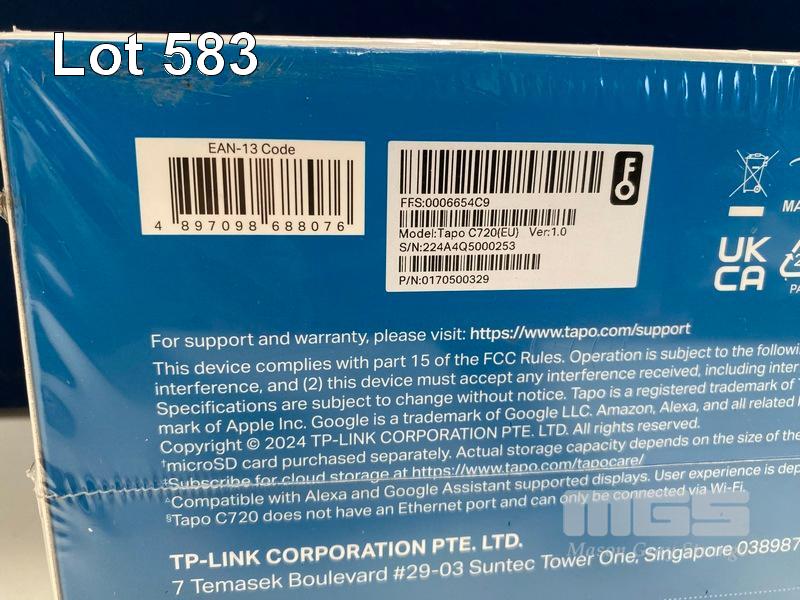 Lot 583
EAN-13 Code
4 897098 688076
FFS:0006654C9
Model:Tapo C720(EU) Ver:1.0
S/N:224A4Q5000253
P/N:0170500329
UK
CA
For support and warranty, please visit: https://www.tapo.com/support
This device complies with part 15 of the FCC Rules. Operation is subject to the
interference, and (2) this device must accept any interference received, including
Specifications are subject to change without notice. Tapo is a registered trademark of
mark of Apple Inc. Google is a trademark of Google LLC. Amazon, Alexa, and all related
Copyright © 2024 TP-LINK CORPORATION PTE. LTD. All rights reserved.
†microSD card purchased separately. Actual storage capacity depends on the size of the
‡Subscribe for cloud storage at https://www.tapo.com/tapocare/
^Compatible with Alexa and Google Assistant supported displays. User experience is
§Tapo C720 does not have an Ethernet port and can only be connected via Wi-Fi.
MGS
TP-LINK CORPORATION PTE. LTD.
7 Temasek Boulevard #29-03 Suntec Tower One, Singapore 038987